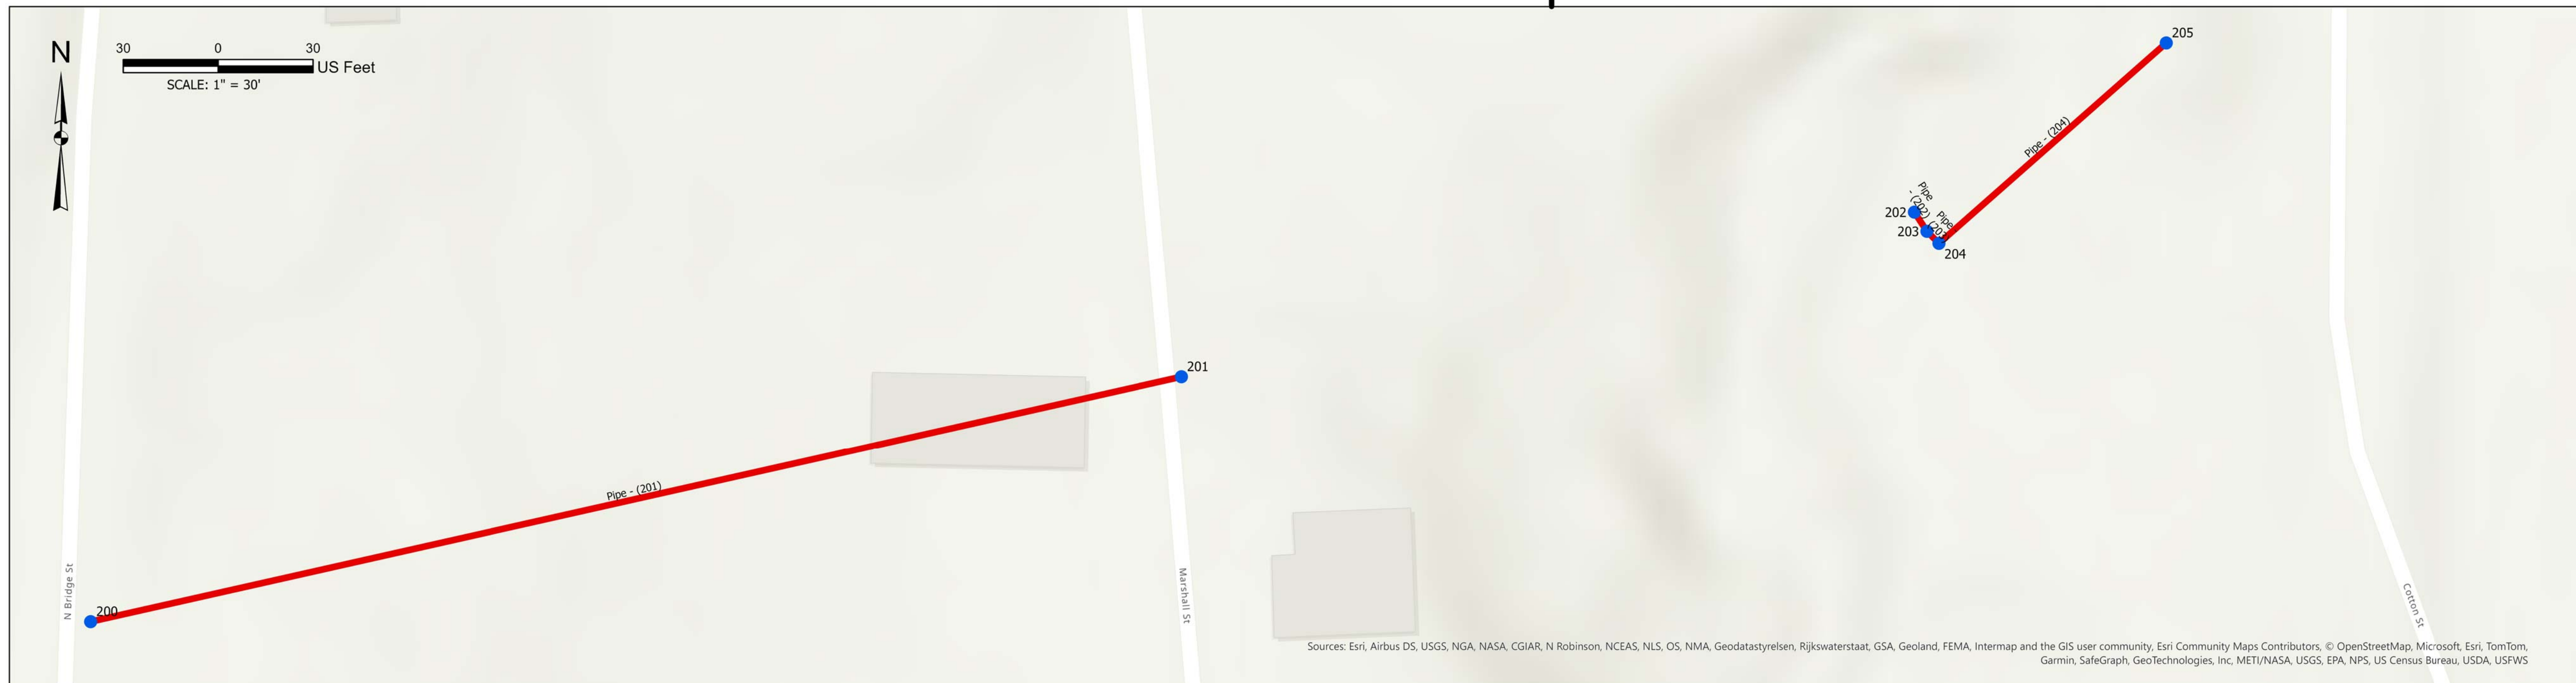 N
30 0 30
US Feet
SCALE: 1" = 30'
205
Pipe - (204)
Pipe
- (202)
202
Pipe
203
204
201
Pipe - (201)
200
N Bridge St
Marshall St
Cotton St
Sources: Esri, Airbus DS, USGS, NGA, NASA, CGIAR, N Robinson, NCEAS, NLS, OS, NMA, Geodatastyrelsen, Rijkswaterstaat, GSA, Geoland, FEMA, Intermap and the GIS user community, Esri Community Maps Contributors, © OpenStreetMap, Microsoft, Esri, TomTom,
Garmin, SafeGraph, GeoTechnologies, Inc, METI/NASA, USGS, EPA, NPS, US Census Bureau, USDA, USFWS